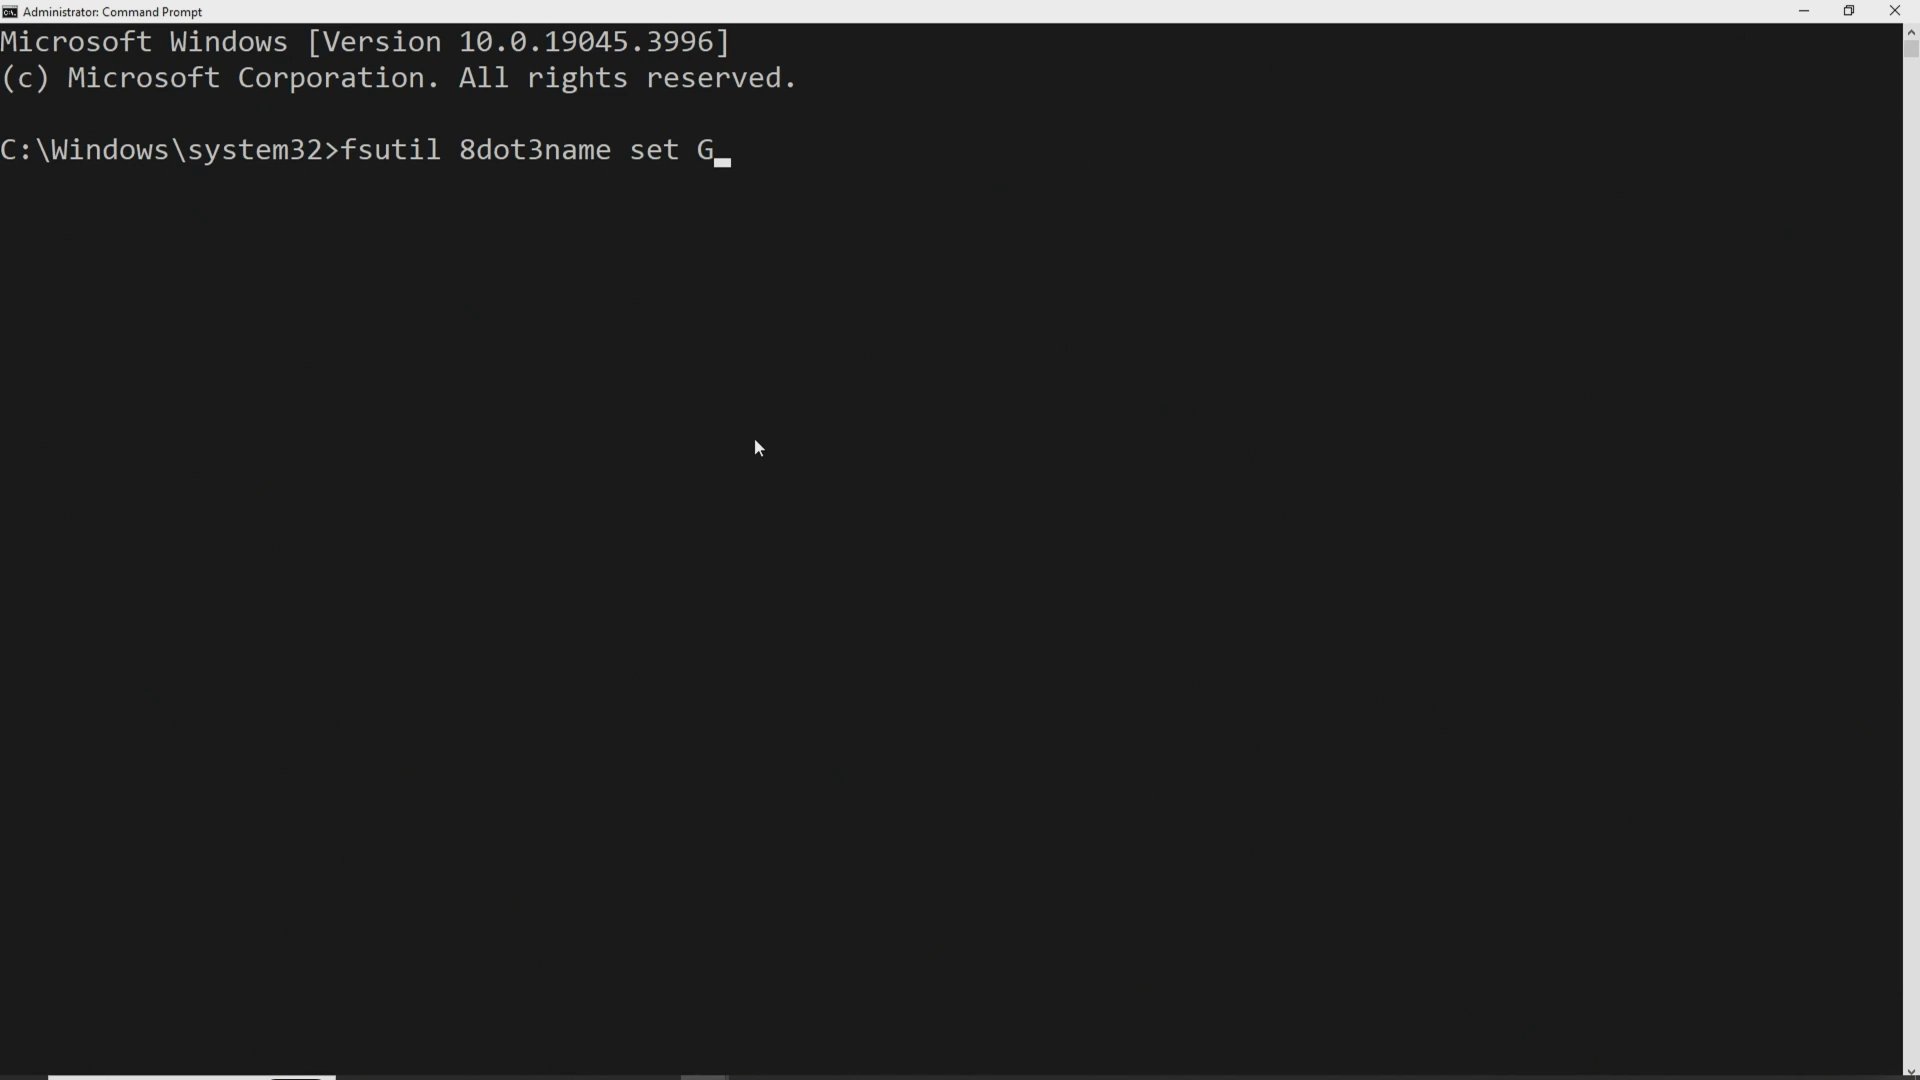 Administrator: Command Prompt
Microsoft Windows [Version 10.0.19045.3996]
(c) Microsoft Corporation. All rights reserved.
C:\Windows\system32>fsutil 8dot3name set G